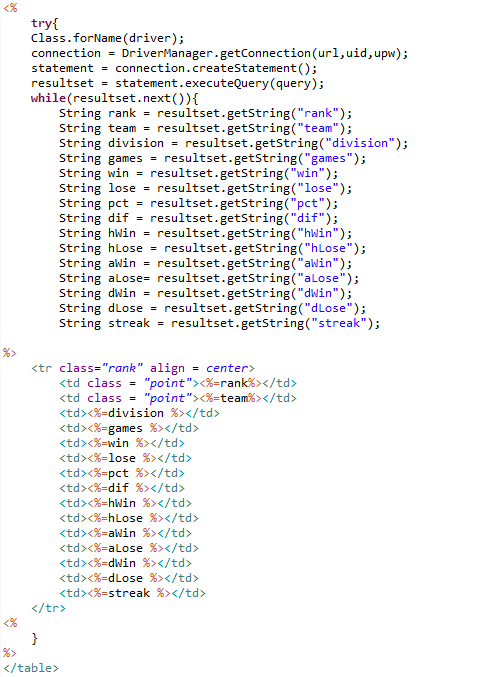 <%
try{
Class.forName(driver);
connection = DriverManager.getConnection(url,uid,upw);
statement = connection.createStatement();
resultset = statement.executeQuery(query);
while(resultset.next()){
String rank = resultset.getString("rank");
String team = resultset.getString("team");
String division = resultset.getString("division");
String games = resultset.getString("games");
String win = resultset.getString("win");
String lose = resultset.getString("lose");
String pct = resultset.getString("pct");
String dif = resultset.getString("dif");
String hWin = resultset.getString("hWin");
String hLose = resultset.getString("hLose");
String aWin = resultset.getString("aWin");
String aLose= resultset.getString("aLose");
String dWin = resultset.getString("dWin");
String dLose = resultset.getString("dLose");
String streak = resultset.getString("streak");
%>
<tr class="rank" align = center>
<td class = "point"><%=rank%></td>
<td class = "point"><%=team%></td>
<td><%=division %></td>
<td><%=games %></td>
<td><%=win %></td>
<td><%=lose %></td>
<td><%=pct %></td>
<td><%=dif %></td>
<td><%=hWin %></td>
<td><%=hLose %></td>
<td><%=aWin %></td>
<td><%=aLose %></td>
<td><%=dWin %></td>
<td><%=dLose %></td>
<td><%=streak %></td>
</tr>
<%
}
%>
</table>